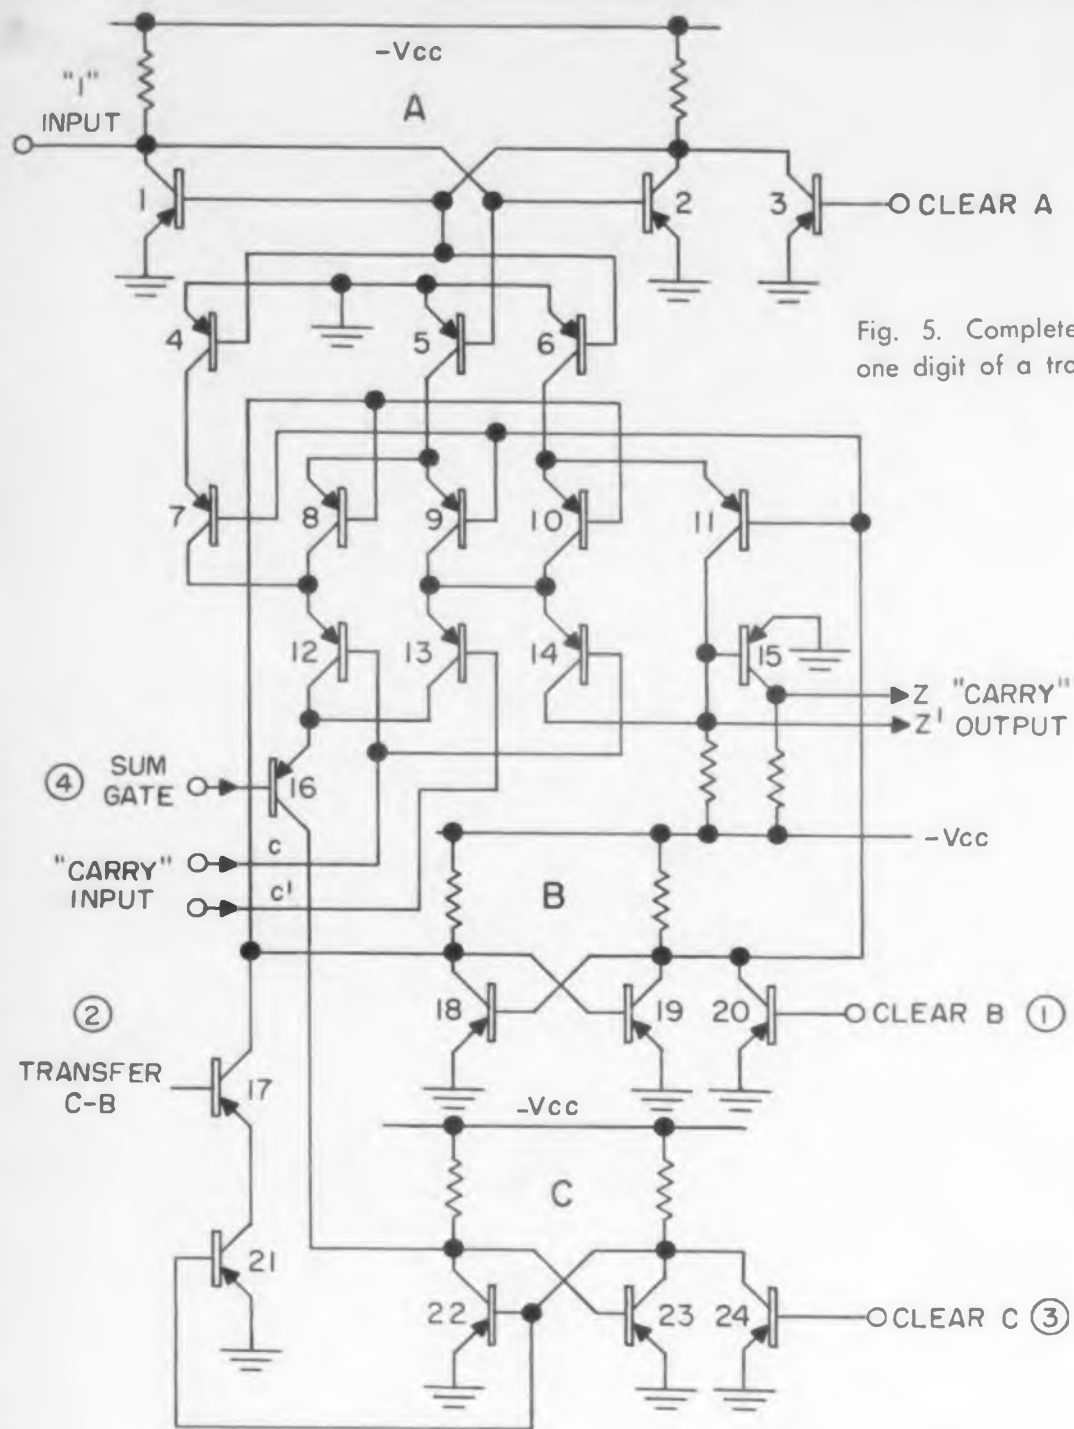 -Vcc
"1"
INPUT
A
1
2
3
CLEAR A
4
5
6
Fig. 5. Complete
one digit of a tra
7
8
9
10
11
12
13
14
15
Z "CARRY"
Z' OUTPUT
4 SUM
GATE
16
"CARRY"
INPUT
c
c'
-Vcc
B
18
19
20
CLEAR B 1
2
TRANSFER
C-B
17
-Vcc
C
21
22
23
24
CLEAR C 3